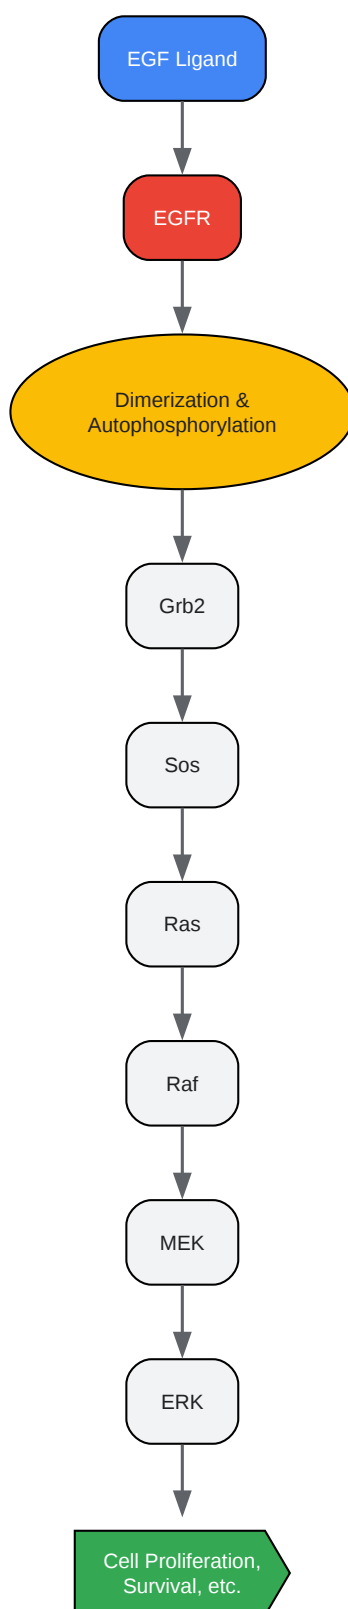 EGF Ligand
EGFR
Dimerization &
Autophosphorylation
Grb2
Sos
Ras
Raf
MEK
ERK
Cell Proliferation,
Survival, etc.